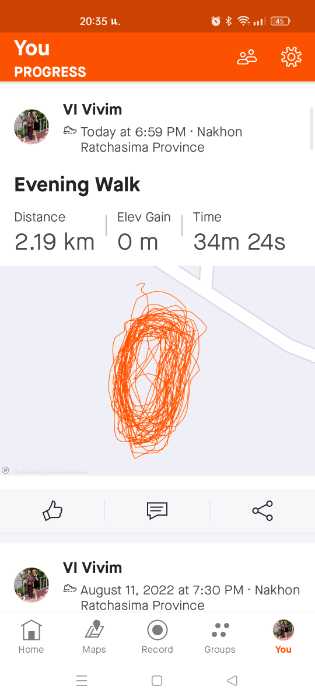 20:35 น.
45
You
PROGRESS
VI Vivim
Today at 6:59 PM · Nakhon
Ratchasima Province
Evening Walk
Distance
Elev Gain
Time
2.19 km
0 m
34m 24s
VI Vivim
August 11, 2022 at 7:30 PM · Nakhon
Ratchasima Province
Home
Maps
Record
Groups
You